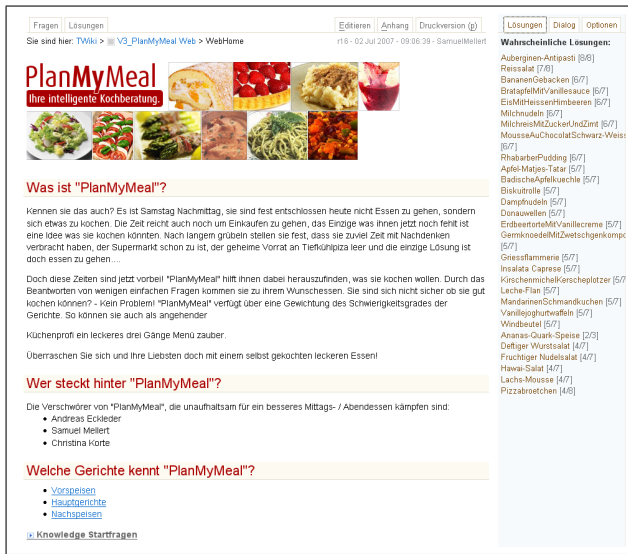 Fragen Lösungen
Editieren Anhang Druckversion (p)
Sie sind hier: TWiki > V3_PlanMyMeal Web > WebHome
r16 - 02 Jul 2007 - 09:06:39 - SamuelMellert
PlanMyMeal
Ihre intelligente Kochberatung.
Was ist "PlanMyMeal"?
Kennen sie das auch? Es ist Samstag Nachmittag, sie sind fest entschlossen heute nicht Essen zu gehen, sondern
sich etwas zu kochen. Die Zeit reicht auch noch um Einkaufen zu gehen, das Einzige was ihnen jetzt noch fehlt ist
eine Idee was sie kochen könnten. Nach langem grübeln stellen sie fest, dass sie zuviel Zeit mit Nachdenken
verbracht haben, der Supermarkt schon zu ist, der geheime Vorrat an Tiefkühlpiza leer und die einzige Lösung ist
doch essen zu gehen....
Doch diese Zeiten sind jetzt vorbei! "PlanMyMeal" hilft ihnen dabei herauszufinden, was sie kochen wollen. Durch das
Beantworten von wenigen einfachen Fragen kommen sie zu ihrem Wunschessen. Sie sind sich nicht sicher ob sie gut
kochen können? - Kein Problem! "PlanMyMeal" verfügt über eine Gewichtung des Schwierigkeitsgrades der
Gerichte. So können sie auch als angehender
Küchenprofi ein leckeres drei Gänge Menü zauber.
Überraschen Sie sich und Ihre Liebsten doch mit einem selbst gekochten leckeren Essen!
Wer steckt hinter "PlanMyMeal"?
Die Verschwörer von "PlanMyMeal", die unaufhaltsam für ein besseres Mittags- / Abendessen kämpfen sind:
• Andreas Eckleder
• Samuel Mellert
• Christina Korte
Welche Gerichte kennt "PlanMyMeal"?
• Vorspeisen
• Hauptgerichte
• Nachspeisen
Knowledge Startfragen
Lösungen Dialog Optionen
Wahrscheinliche Lösungen:
Auberginen-Antipasti [8/8]
Reissalat [7/8]
BananenGebacken [6/7]
BratapfelMitVanillesauce [6/7]
EisMitHeissenHimbeeren [6/7]
Milchnudeln [6/7]
MilchreisMitZuckerUndZimt [6/7]
MousseAuChocolatSchwarz-Weiss
[6/7]
RhabarberPudding [6/7]
Apfel-Matjes-Tatar [5/7]
BadischeApfelkuechle [5/7]
Biskuitrolle [5/7]
Dampfnudeln [5/7]
Donauwellen [5/7]
ErdbeertorteMitVanillecreme [5/7]
GermknoedelMitZwetschgenkompo
[5/7]
Griessflammerie [5/7]
Insalata Caprese [5/7]
KirschenmichelKerscheplotzer [5/7
Leche-Flan [5/7]
MandarinenSchmandkuchen [5/7]
Vanillejoghurtwaffeln [5/7]
Windbeutel [5/7]
Ananas-Quark-Speise [2/3]
Deftiger Wurstsalat [4/7]
Fruchtiger Nudelsalat [4/7]
Hawai-Salat [4/7]
Lachs-Mousse [4/7]
Pizzabroetchen [4/8]